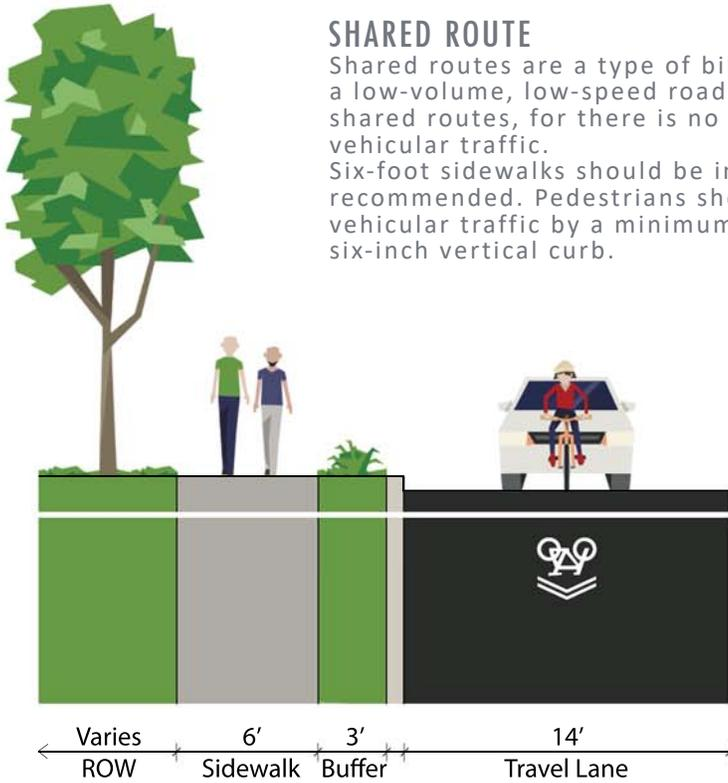 SHARED ROUTE
Shared routes are a type of bi
a low-volume, low-speed road
shared routes, for there is no
vehicular traffic.
Six-foot sidewalks should be i
recommended. Pedestrians sh
vehicular traffic by a minimum
six-inch vertical curb.
Varies 6’ 3’ 14’
ROW Sidewalk Buffer Travel Lane